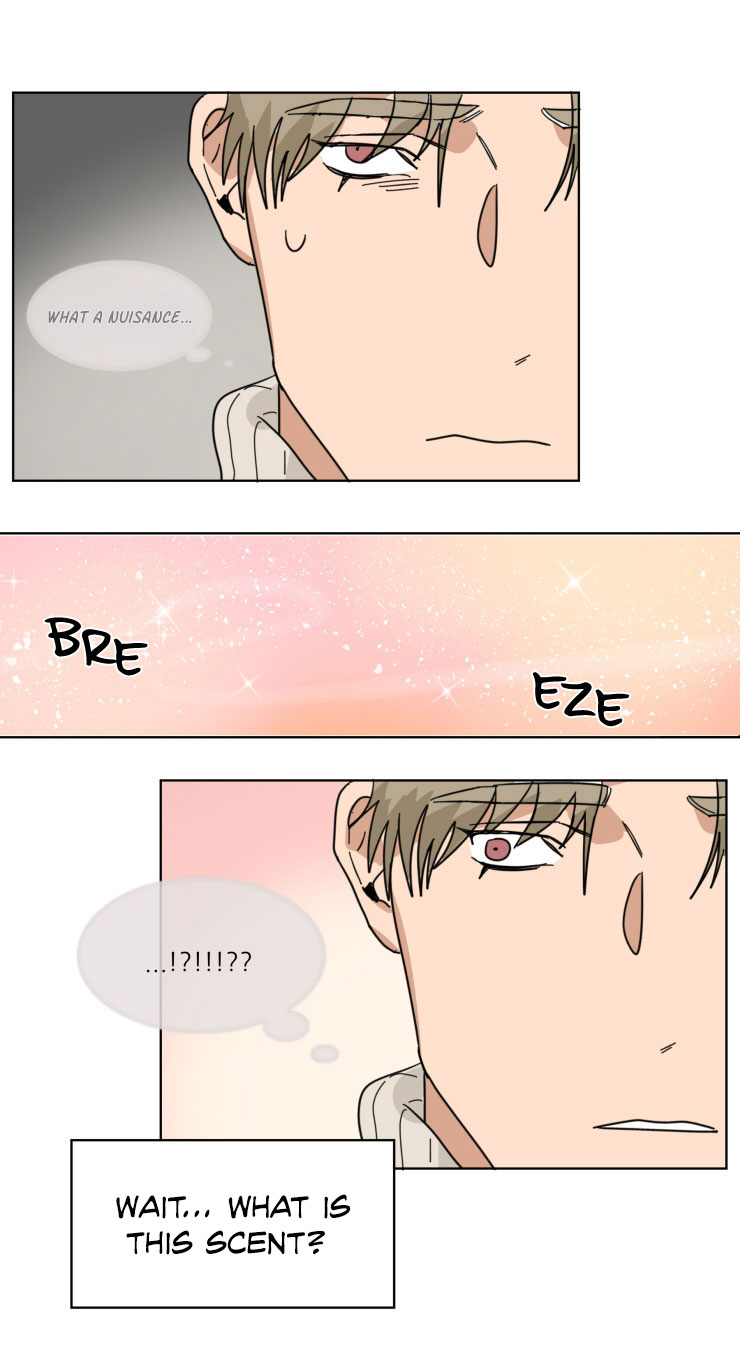 WHAT A NUISANCE...
BRE
EZE
...!?!!!??
WAIT... WHAT IS
THIS SCENT?